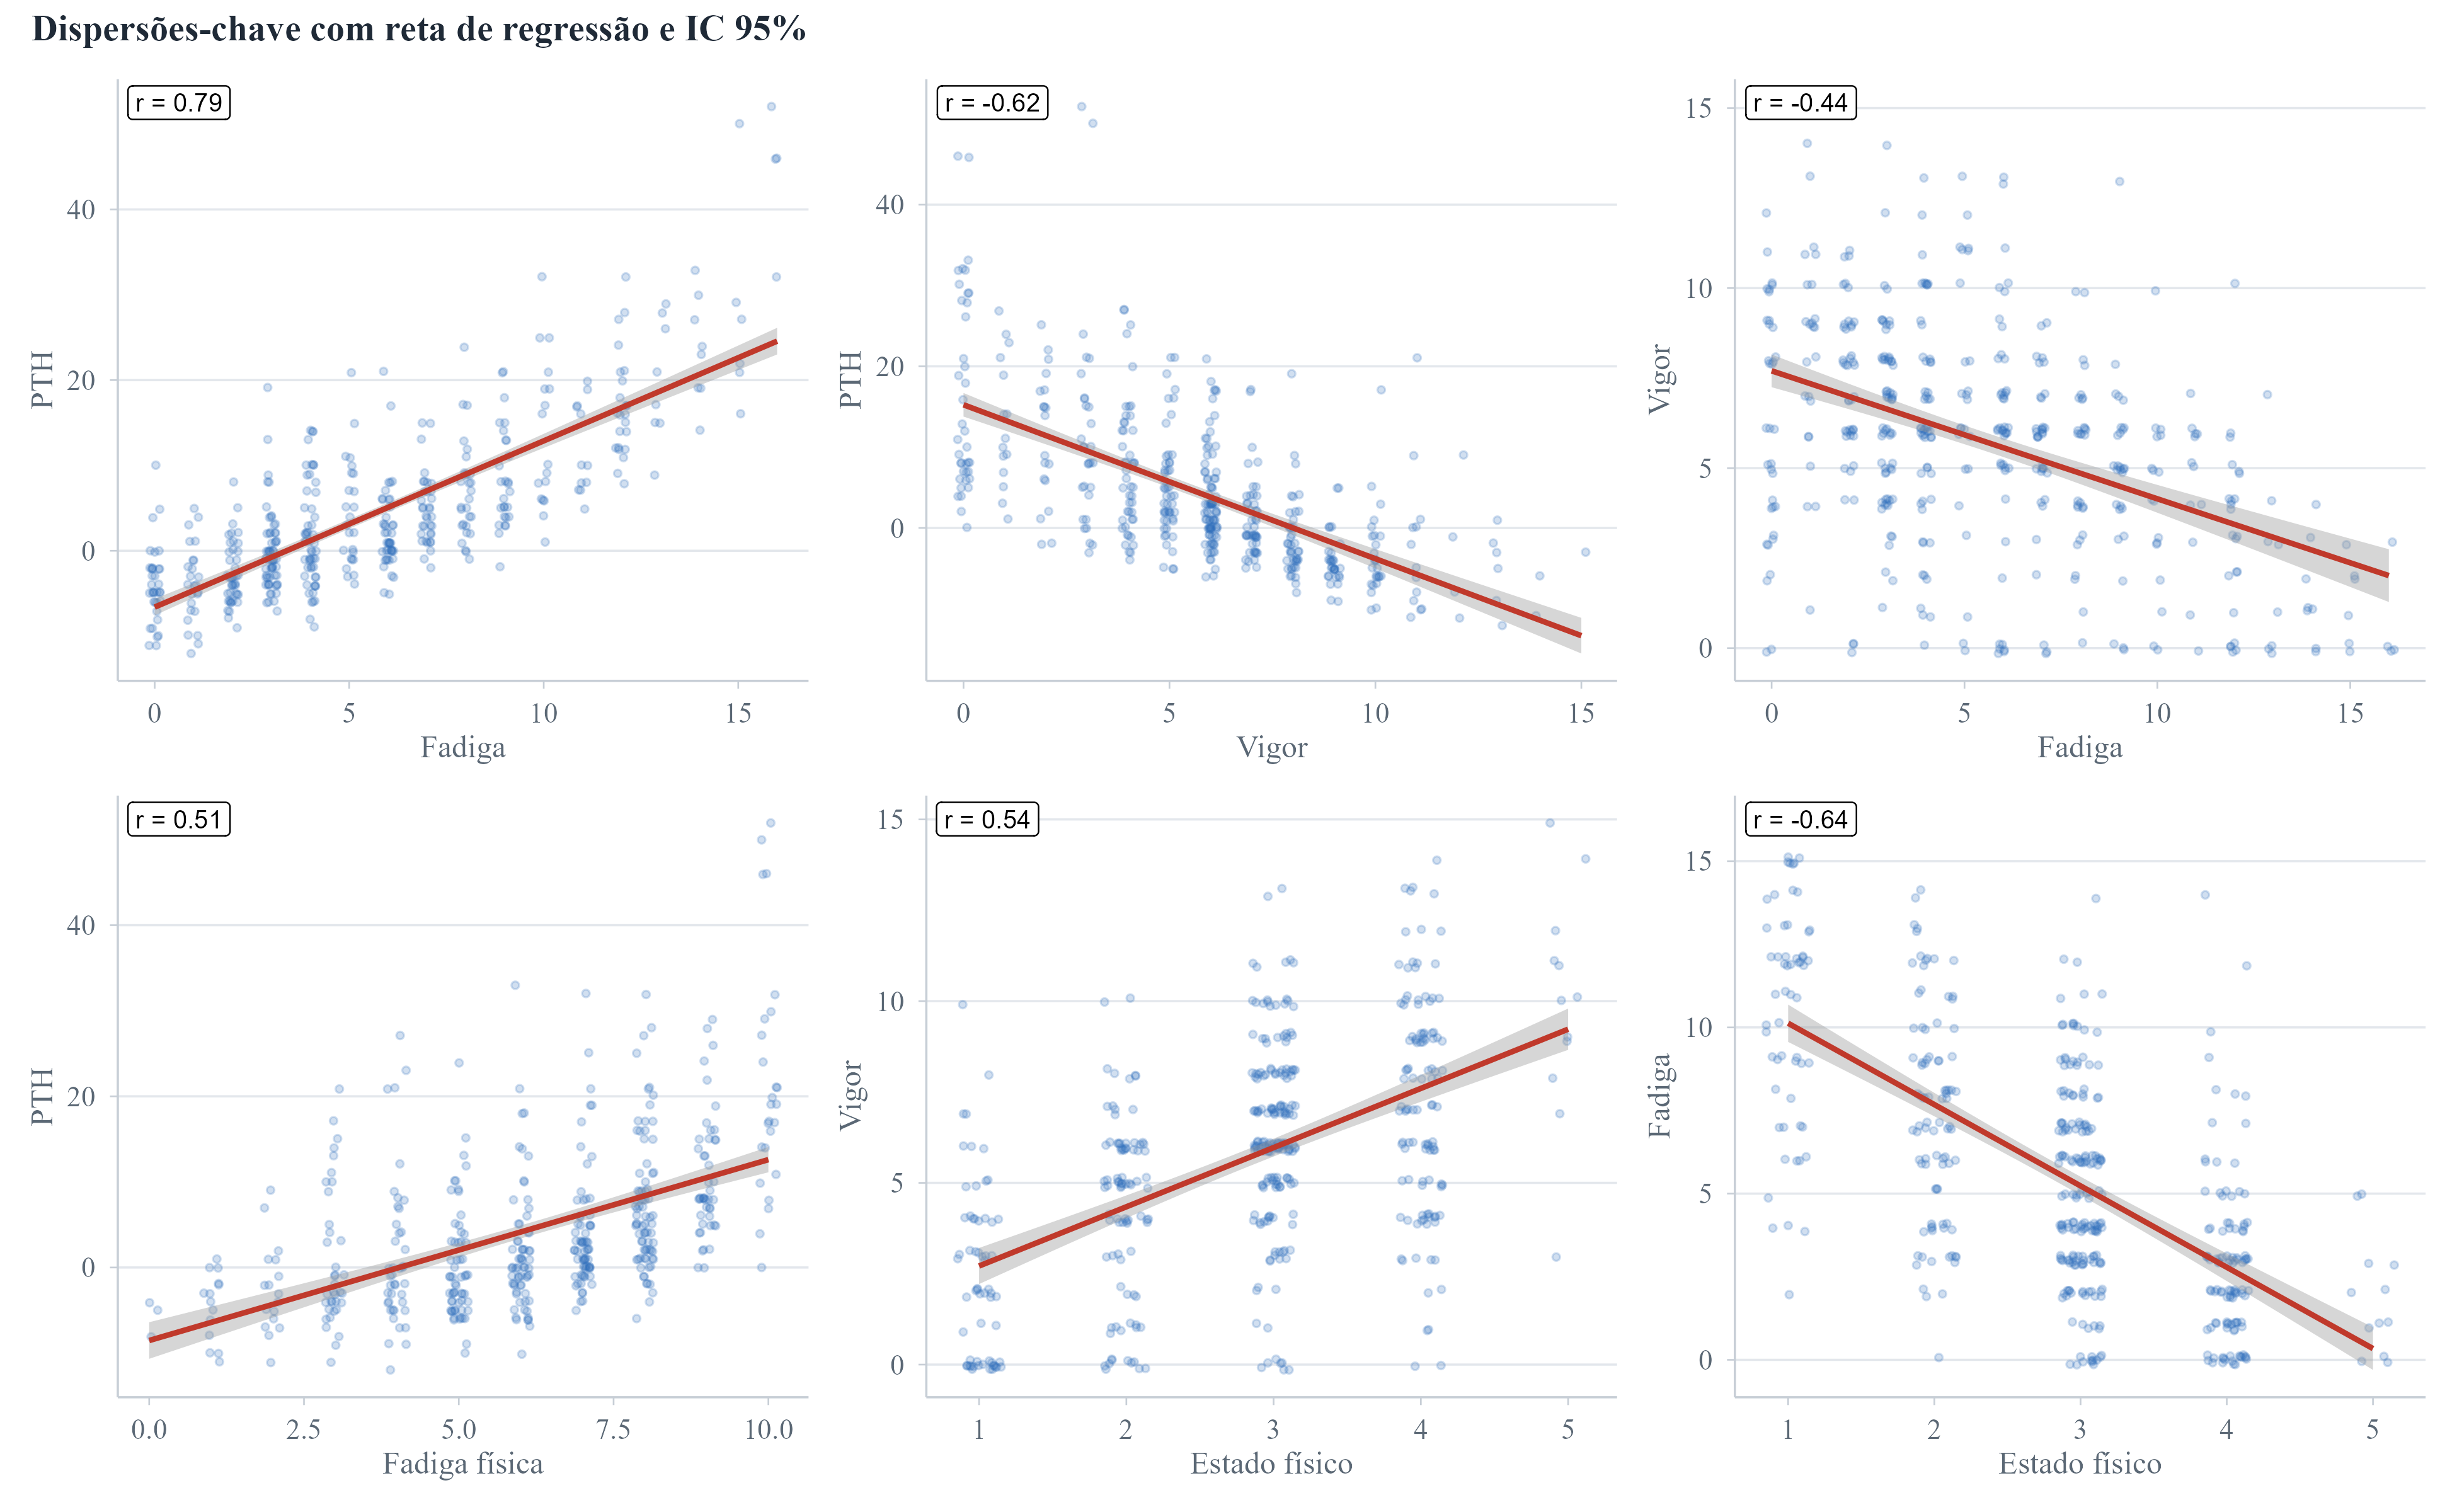 Dispersões-chave com reta de regressão e IC 95%
r = 0.79
40
20
0
PTH
0 5 10 15
Fadiga
r = -0.62
40
20
0
PTH
0 5 10 15
Vigor
r = -0.44
15
10
5
0
Vigor
0 5 10 15
Fadiga
r = 0.51
40
20
0
PTH
0.0 2.5 5.0 7.5 10.0
Fadiga física
r = 0.54
15
10
5
0
Vigor
1 2 3 4 5
Estado físico
r = -0.64
15
10
5
0
Fadiga
1 2 3 4 5
Estado físico